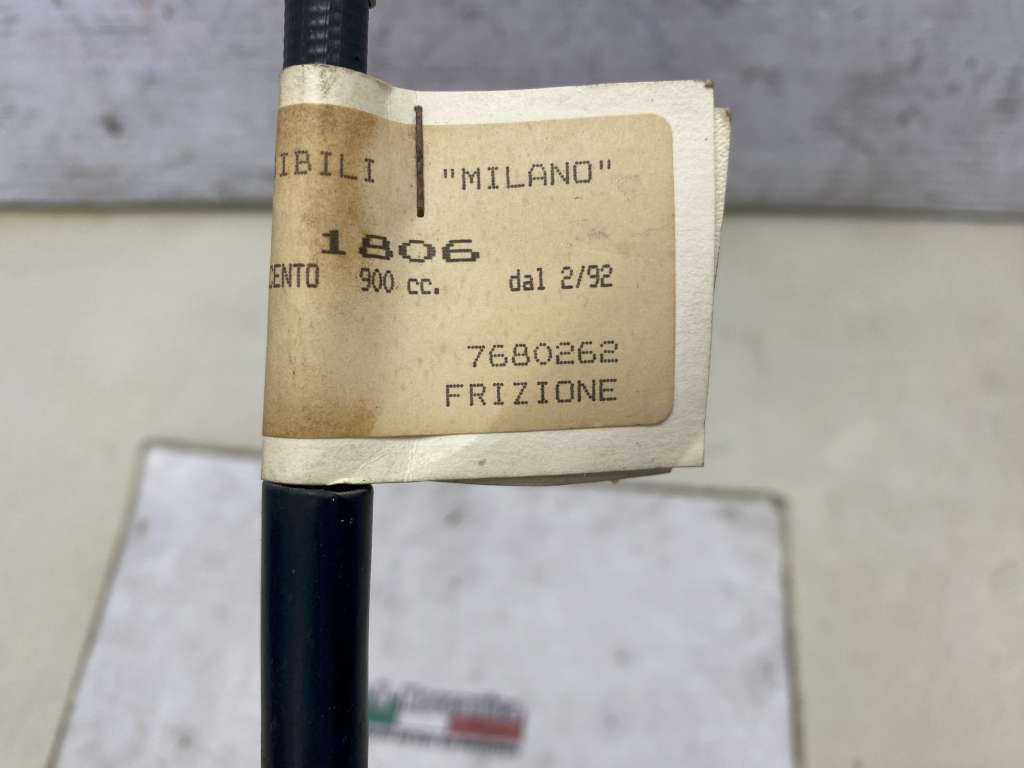 IBILI "MILANO"
1806
CENTO 900 cc. dal 2/92
7680262
FRIZIONE